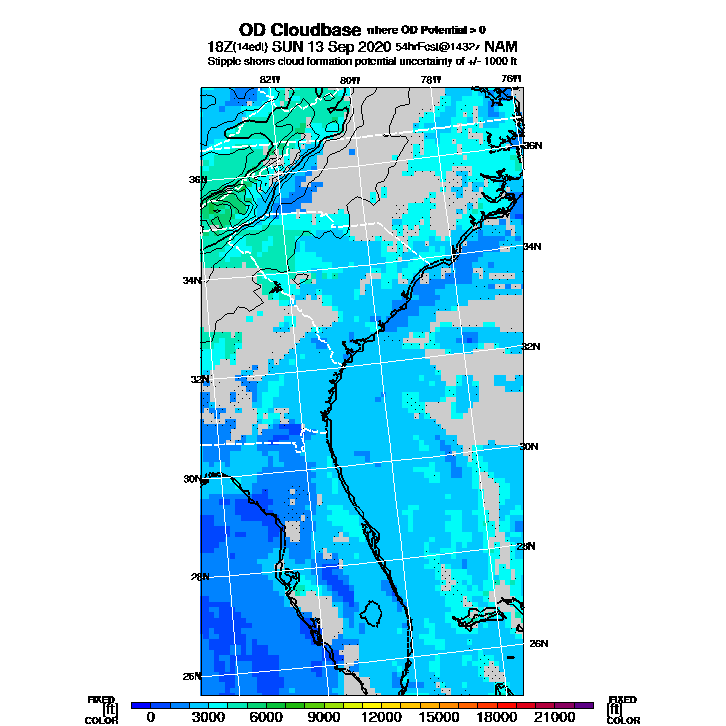 OD Cloudbase where OD Potential > 0
18Z(14edt) SUN 13 Sep 2020 54hrFcst@1432z NAM
Stipple shows cloud formation potential uncertainty of +/- 1000 ft
82W 80W 78W 76W
36N
36N
34N
34N
32N
32N
30N
30N
28N
28N
26N
26N
FIXED FIXED
[ft] [ft]
COLOR 0 3000 6000 9000 12000 15000 18000 21000 COLOR